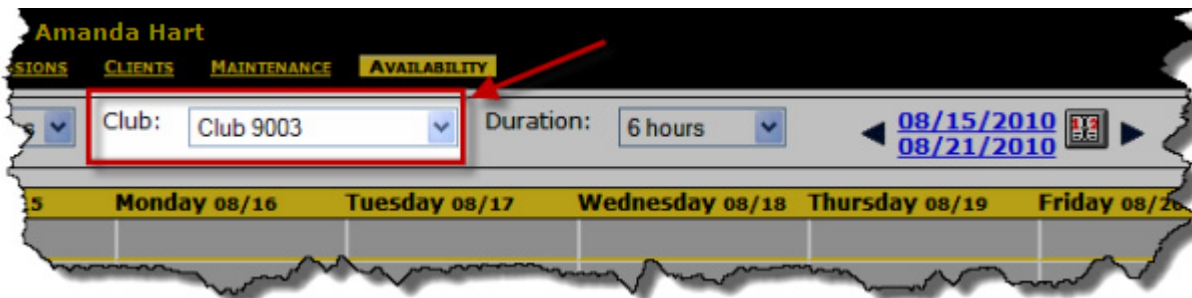 Amanda Hart
CLIENTS MAINTENANCE AVAILABILITY
Club: Club 9003 Duration: 6 hours 08/15/2010
08/21/2010
Monday 08/16 Tuesday 08/17 Wednesday 08/18 Thursday 08/19 Friday